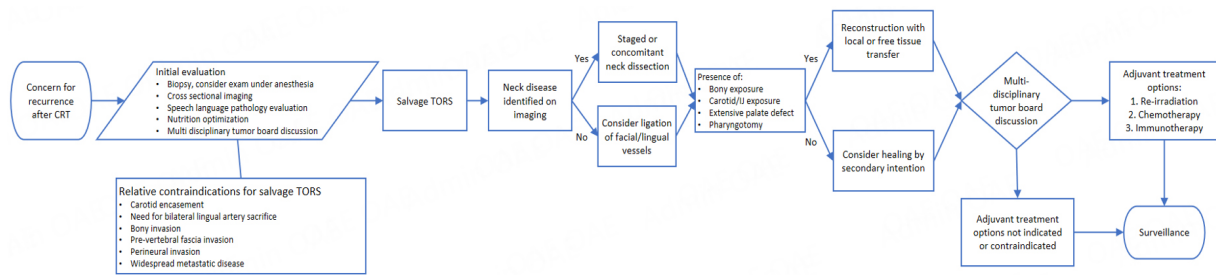 Concern for
recurrence
after CRT
Initial evaluation
• Biopsy, consider exam under anesthesia
• Cross sectional imaging
• Speech language pathology evaluation
• Nutrition optimization
• Multi disciplinary tumor board discussion
Relative contraindications for salvage TORS
• Carotid encasement
• Need for bilateral lingual artery sacrifice
• Bony invasion
• Pre-vertebral fascia invasion
• Perineural invasion
• Widespread metastatic disease
Salvage TORS
Neck disease
identified on
imaging
Yes
No
Staged or
concomitant
neck dissection
Consider ligation
of facial/lingual
vessels
Presence of:
• Bony exposure
• Carotid/IJ exposure
• Extensive palate defect
• Pharyngotomy
Yes
No
Reconstruction with
local or free tissue
transfer
Consider healing by
secondary intention
Multi-
disciplinary
tumor board
discussion
Adjuvant treatment
options:
1. Re-irradiation
2. Chemotherapy
3. Immunotherapy
Adjuvant treatment
options not indicated
or contraindicated
Surveillance